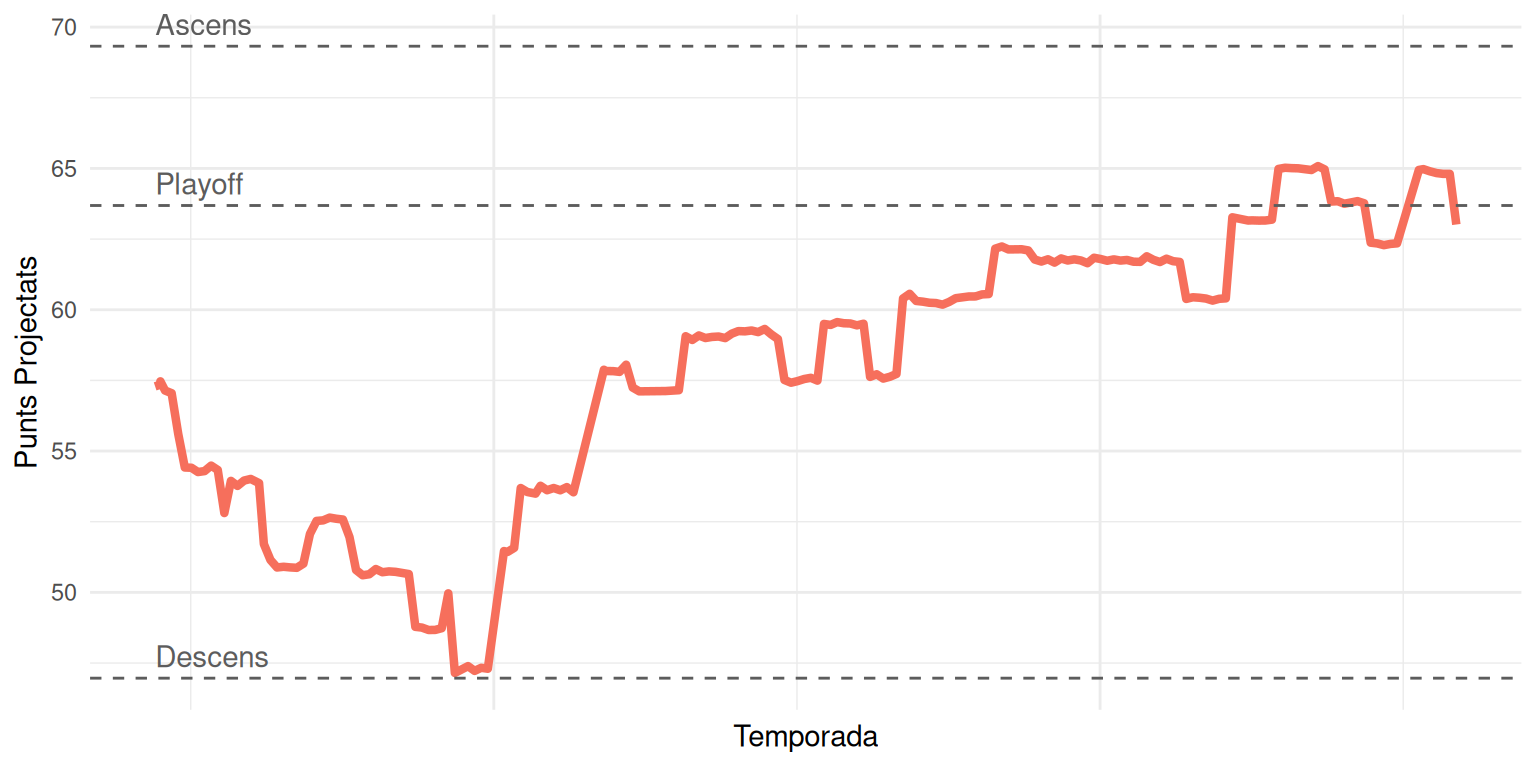 70
Ascens
65
Playoff
60
55
50
Descens
Punts Projectats
Temporada